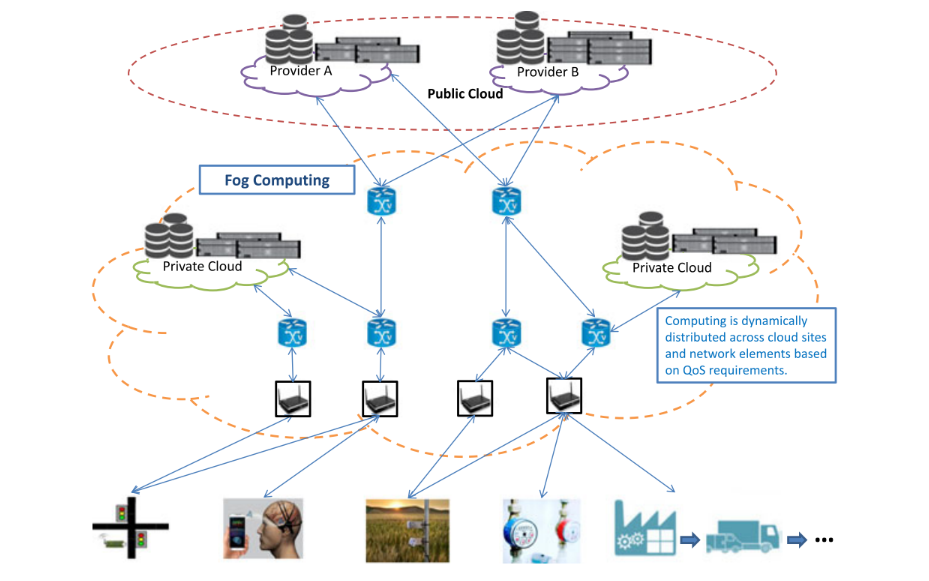 Provider A
Provider B
Public Cloud
Fog Computing
Private Cloud
Private Cloud
Computing is dynamically
distributed across cloud sites
and network elements based
on QoS requirements.
...